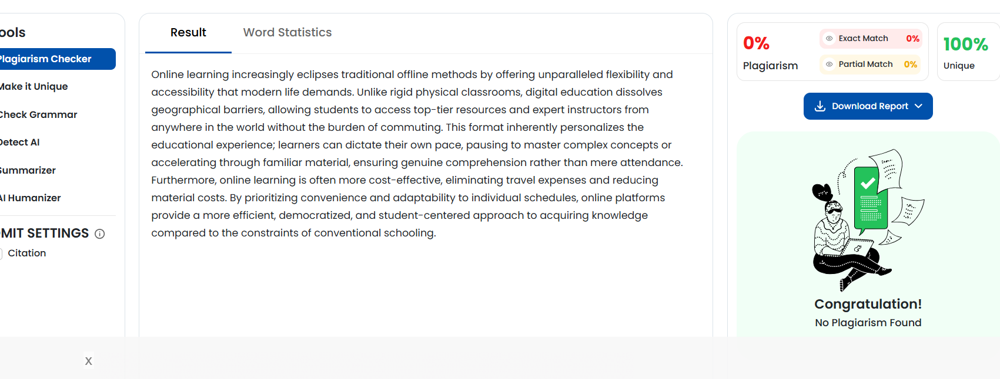 ools
Plagiarism Checker
Make it Unique
Check Grammar
Detect AI
Summarizer
AI Humanizer
MIT SETTINGS
Citation
X
Result
Word Statistics
Online learning increasingly eclipses traditional offline methods by offering unparalleled flexibility and
accessibility that modern life demands. Unlike rigid physical classrooms, digital education dissolves
geographical barriers, allowing students to access top-tier resources and expert instructors from
anywhere in the world without the burden of commuting. This format inherently personalizes the
educational experience; learners can dictate their own pace, pausing to master complex concepts or
accelerating through familiar material, ensuring genuine comprehension rather than mere attendance.
Furthermore, online learning is often more cost-effective, eliminating travel expenses and reducing
material costs. By prioritizing convenience and adaptability to individual schedules, online platforms
provide a more efficient, democratized, and student-centered approach to acquiring knowledge
compared to the constraints of conventional schooling.
0%
Plagiarism
Exact Match 0%
Partial Match 0%
100%
Unique
Download Report
Congratulation!
No Plagiarism Found